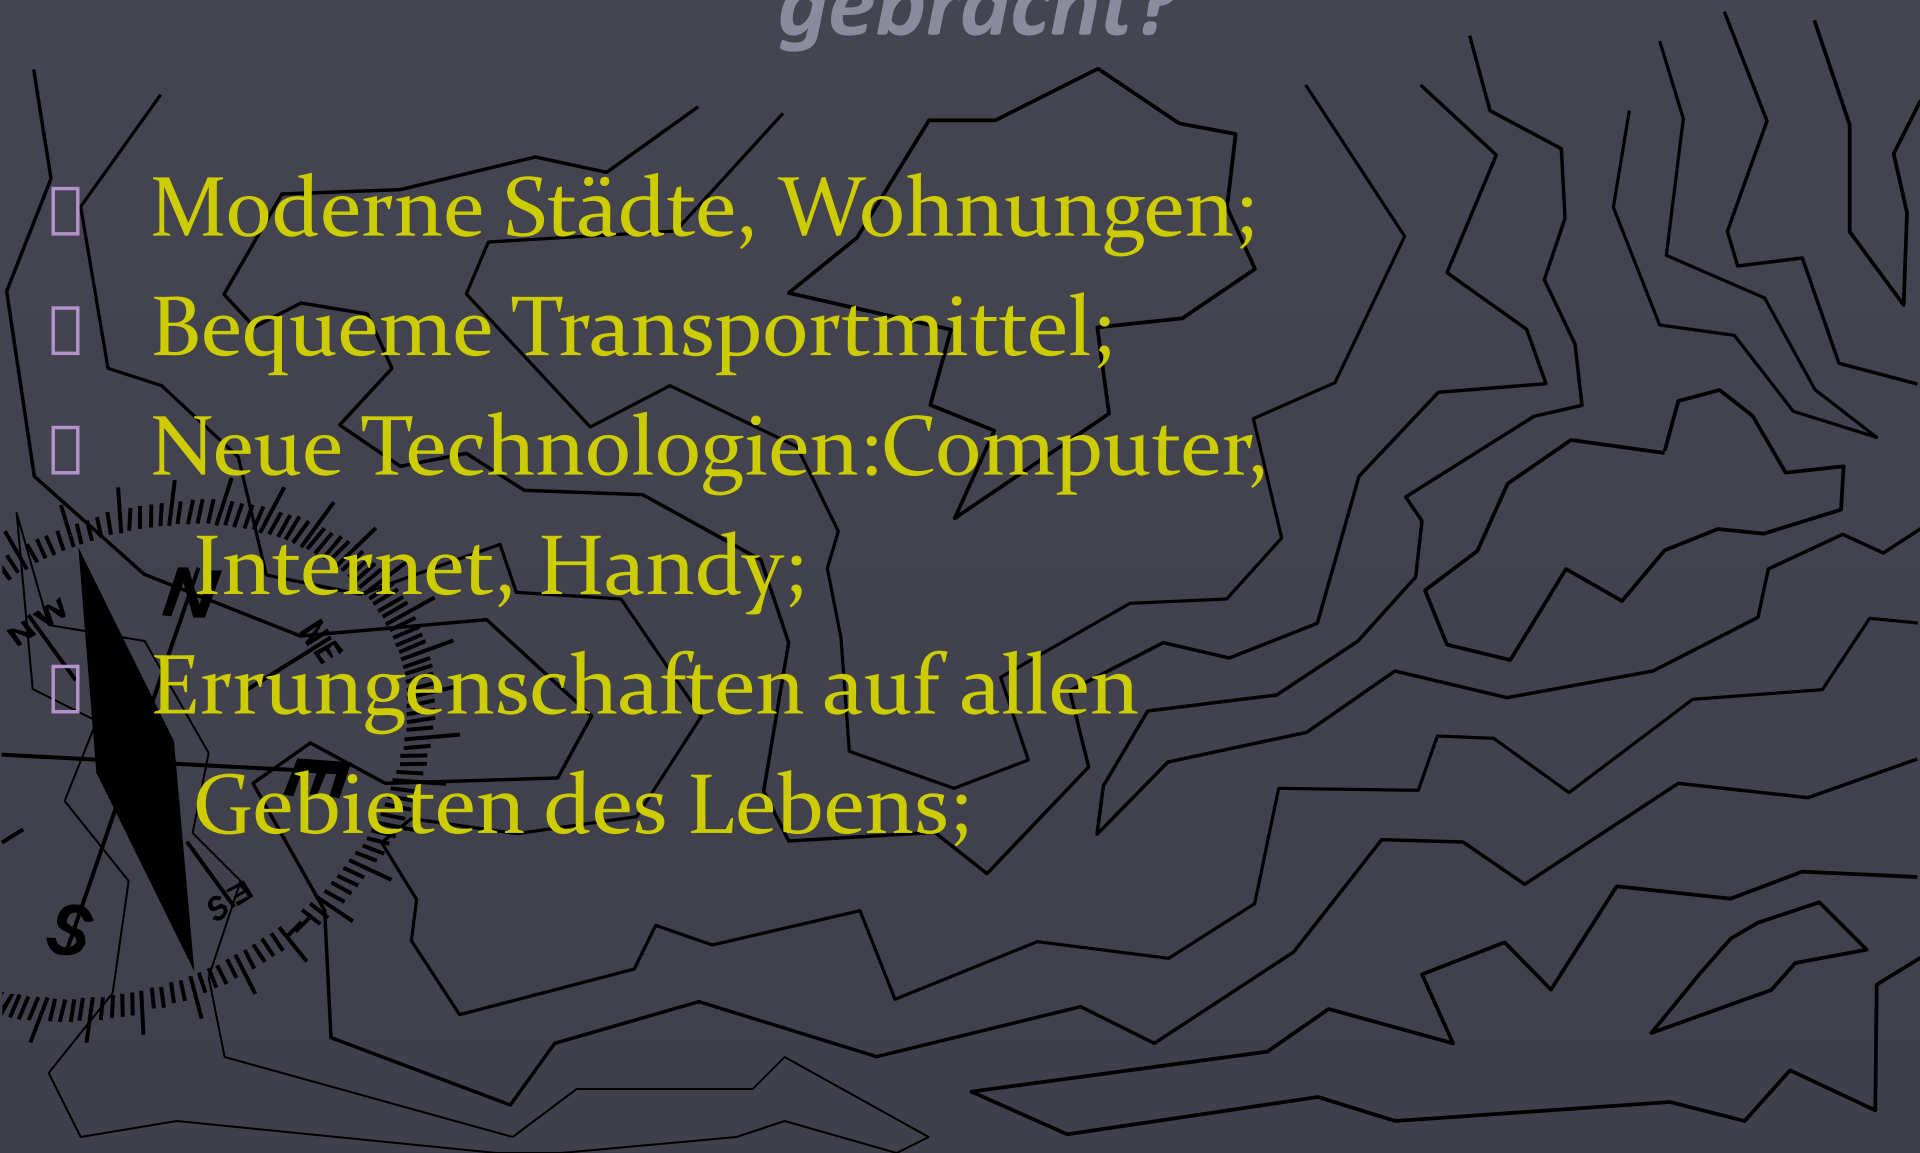 gebracht?
Moderne Städte, Wohnungen;
Bequeme Transportmittel;
Neue Technologien:Computer,
Internet, Handy;
Errungenschaften auf allen
Gebieten des Lebens;
N
NW
NE
E
SE
S